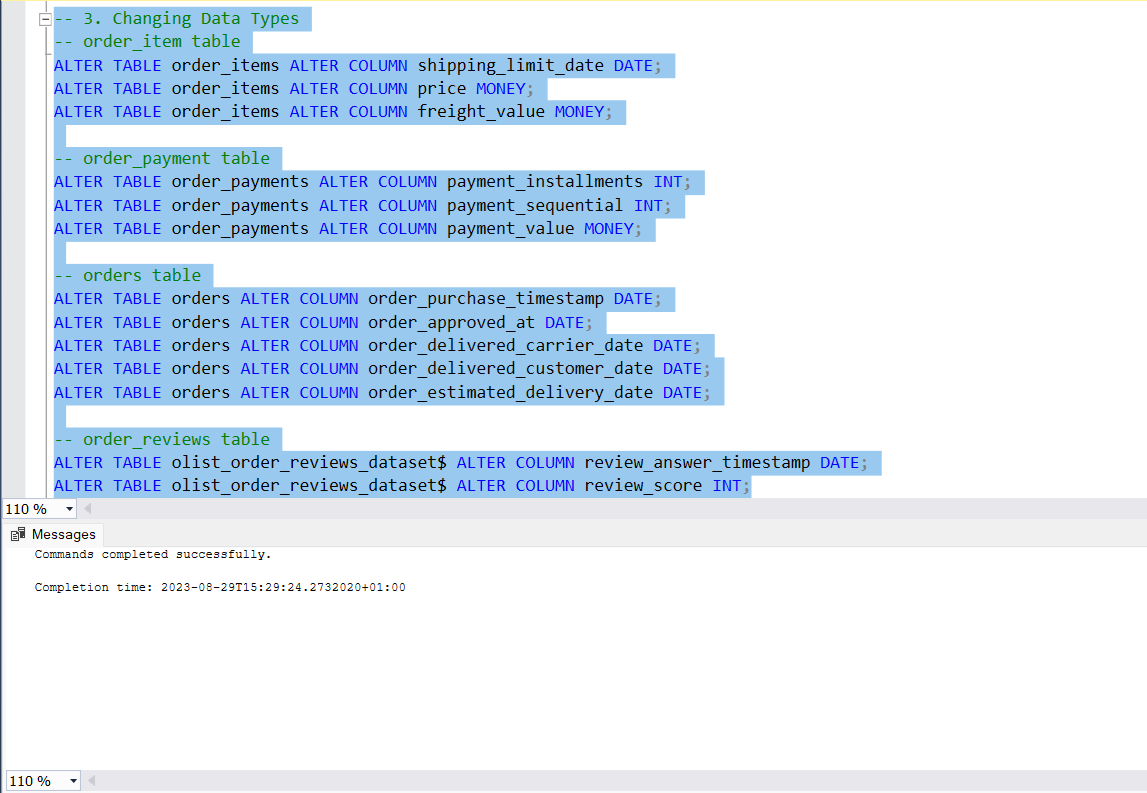 -- 3. Changing Data Types
-- order_item table
ALTER TABLE order_items ALTER COLUMN shipping_limit_date DATE;
ALTER TABLE order_items ALTER COLUMN price MONEY;
ALTER TABLE order_items ALTER COLUMN freight_value MONEY;
-- order_payment table
ALTER TABLE order_payments ALTER COLUMN payment_installments INT;
ALTER TABLE order_payments ALTER COLUMN payment_sequential INT;
ALTER TABLE order_payments ALTER COLUMN payment_value MONEY;
-- orders table
ALTER TABLE orders ALTER COLUMN order_purchase_timestamp DATE;
ALTER TABLE orders ALTER COLUMN order_approved_at DATE;
ALTER TABLE orders ALTER COLUMN order_delivered_carrier_date DATE;
ALTER TABLE orders ALTER COLUMN order_delivered_customer_date DATE;
ALTER TABLE orders ALTER COLUMN order_estimated_delivery_date DATE;
-- order_reviews table
ALTER TABLE olist_order_reviews_dataset$ ALTER COLUMN review_answer_timestamp DATE;
ALTER TABLE olist_order_reviews_dataset$ ALTER COLUMN review_score INT;
110 %
Messages
Commands completed successfully.
Completion time: 2023-08-29T15:29:24.2732020+01:00
110 %